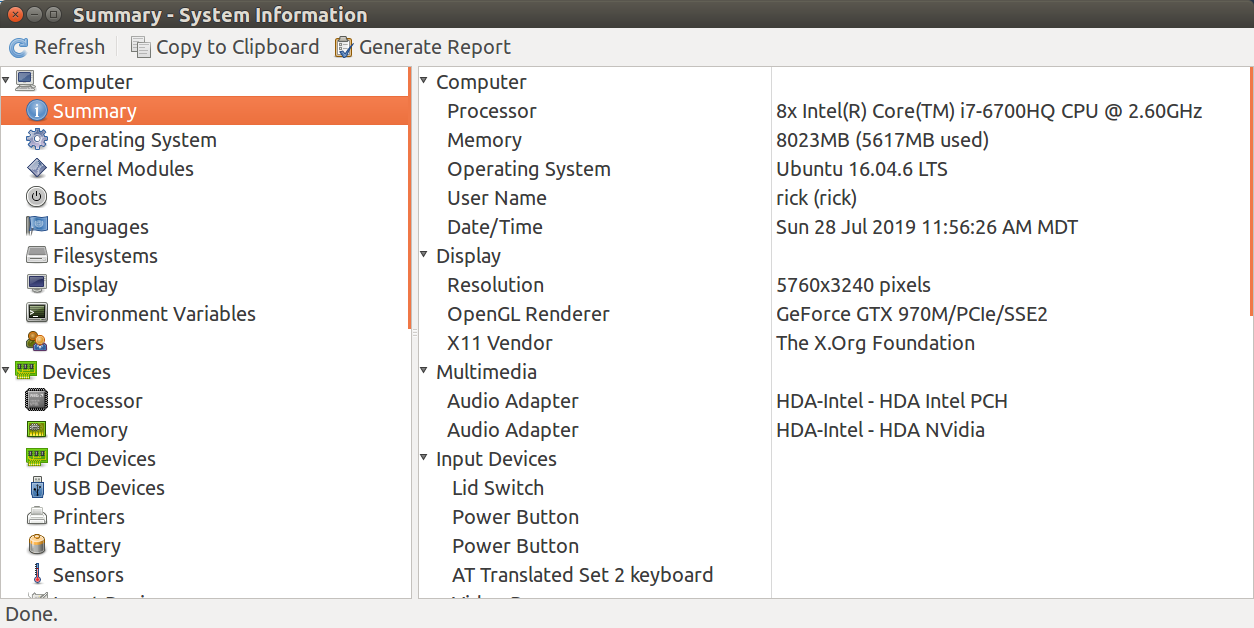 Summary - System Information
Refresh Copy to Clipboard Generate Report
Computer
Summary
Operating System
Kernel Modules
Boots
Languages
Filesystems
Display
Environment Variables
Users
Devices
Processor
Memory
PCI Devices
USB Devices
Printers
Battery
Sensors
Computer
Processor 8x Intel(R) Core(TM) i7-6700HQ CPU @ 2.60GHz
Memory 8023MB (5617MB used)
Operating System Ubuntu 16.04.6 LTS
User Name rick (rick)
Date/Time Sun 28 Jul 2019 11:56:26 AM MDT
Display
Resolution 5760x3240 pixels
OpenGL Renderer GeForce GTX 970M/PCIe/SSE2
X11 Vendor The X.Org Foundation
Multimedia
Audio Adapter HDA-Intel - HDA Intel PCH
Audio Adapter HDA-Intel - HDA NVidia
Input Devices
Lid Switch
Power Button
Power Button
AT Translated Set 2 keyboard
Done.